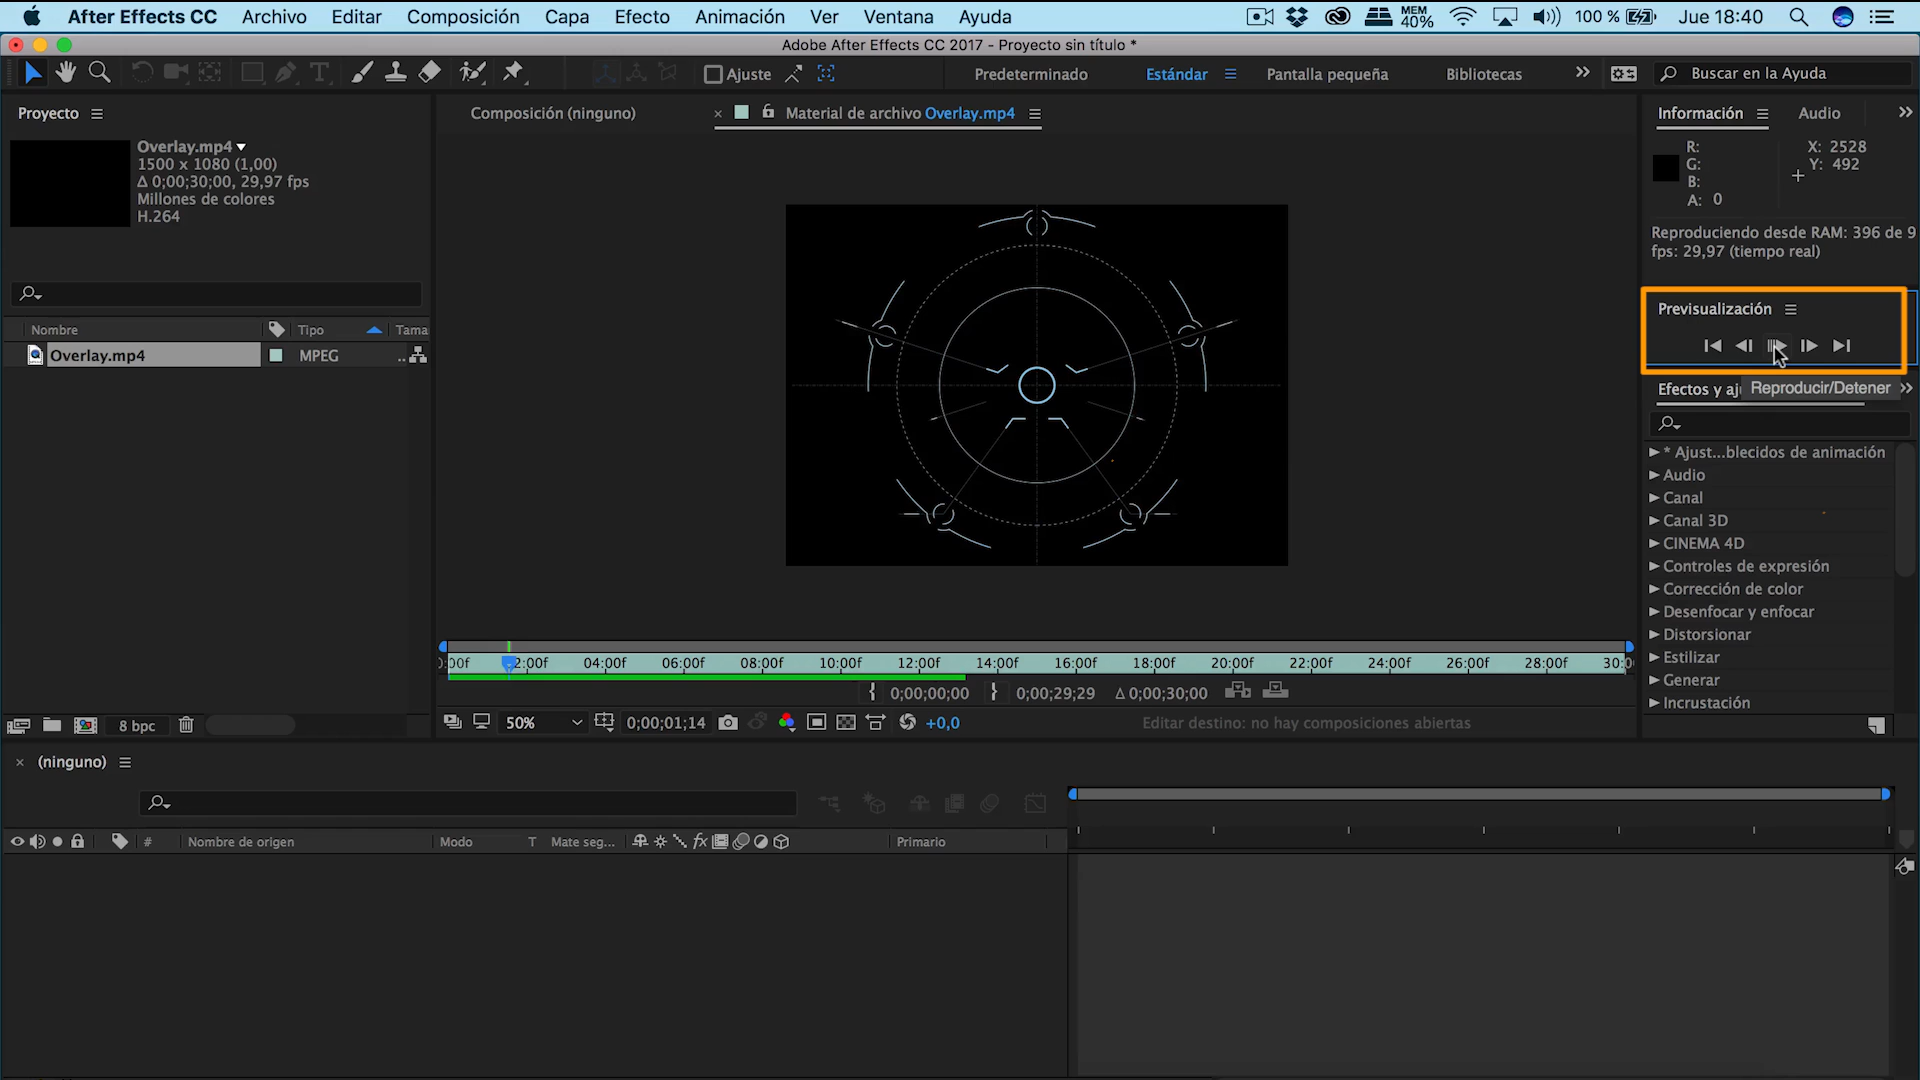 After Effects CC Archivo Editar Composición Capa Efecto Animación Ver Ventana Ayuda MEM 40% 100 % Jue 18:40
Adobe After Effects CC 2017 - Proyecto sin título *
T Ajuste Predeterminado Estándar Pantalla pequeña Bibliotecas Buscar en la Ayuda
Proyecto
Overlay.mp4
1500 x 1080 (1,00)
Δ 0;00;30;00, 29,97 fps
Millones de colores
H.264
Nombre Tipo Tama
Overlay.mp4 MPEG ..
8 bpc
Composición (ninguno) × Material de archivo Overlay.mp4
0:00f 2:00f 04:00f 06:00f 08:00f 10:00f 12:00f 14:00f 16:00f 18:00f 20:00f 22:00f 24:00f 26:00f 28:00f 30:0
{ 0;00;00;00 } 0;00;29;29 Δ 0;00;30;00
50% 0;00;01;14 +0,0 Editar destino: no hay composiciones abiertas
Información Audio
R: X: 2528
G: Y: 492
B:
A: 0
Reproduciendo desde RAM: 396 de 9
fps: 29,97 (tiempo real)
Previsualización
Efectos y aj
Reproducir/Detener
* Ajust...blecidos de animación
Audio
Canal
Canal 3D
CINEMA 4D
Controles de expresión
Corrección de color
Desenfocar y enfocar
Distorsionar
Estilizar
Generar
Incrustación
× (ninguno)
# Nombre de origen Modo T Mate seg... fx Primario